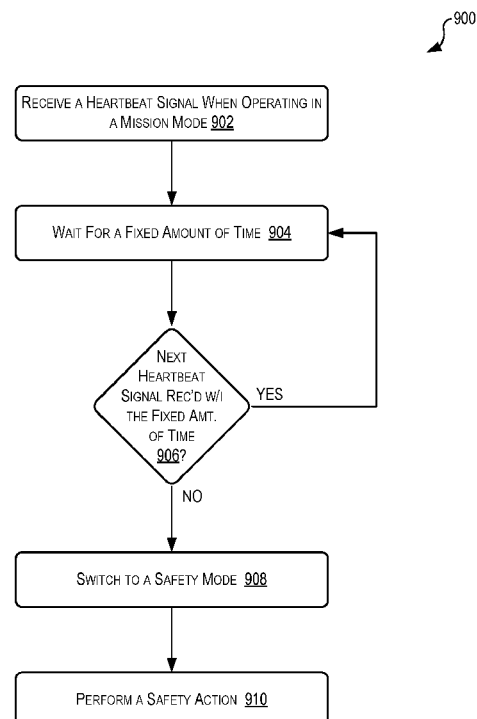 900
RECEIVE A HEARTBEAT SIGNAL WHEN OPERATING IN
A MISSION MODE 902
WAIT FOR A FIXED AMOUNT OF TIME 904
NEXT
HEARTBEAT
SIGNAL REC'D W/I
THE FIXED AMT.
OF TIME
906?
YES
NO
SWITCH TO A SAFETY MODE 908
PERFORM A SAFETY ACTION 910